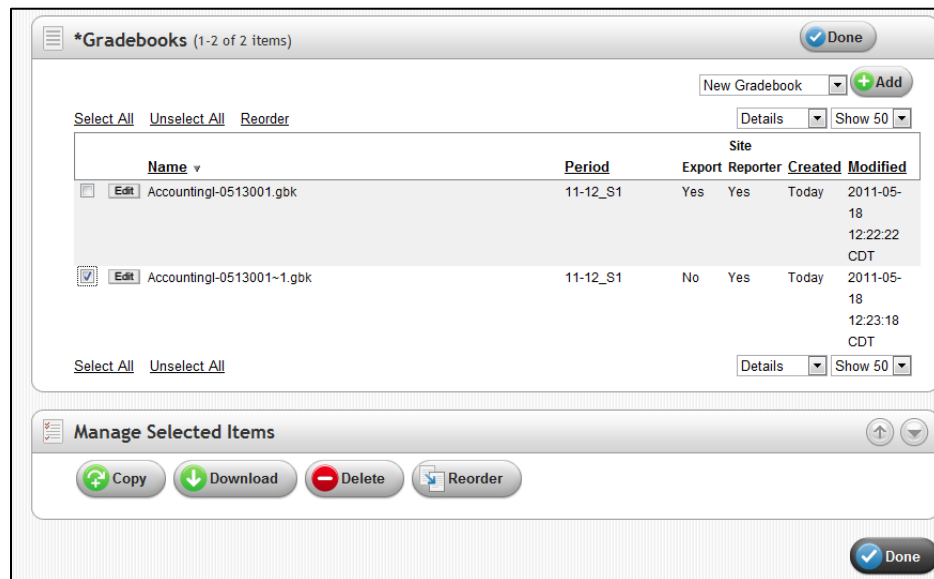 *Gradebooks (1-2 of 2 items) Done
New Gradebook Add
Select All Unselect All Reorder Details Show 50
Site
Name Period Export Reporter Created Modified
Edit AccountingI-0513001.gbk 11-12_S1 Yes Yes Today 2011-05-
18
12:22:22
CDT
Edit AccountingI-0513001~1.gbk 11-12_S1 No Yes Today 2011-05-
18
12:23:18
CDT
Select All Unselect All Details Show 50
Manage Selected Items
Copy Download Delete Reorder
Done